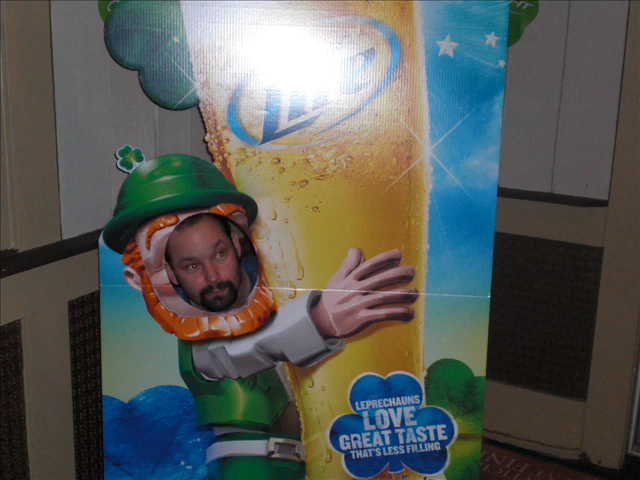 Lite
LEPRECHAUNS
LOVE
GREAT TASTE
THAT'S LESS FILLING